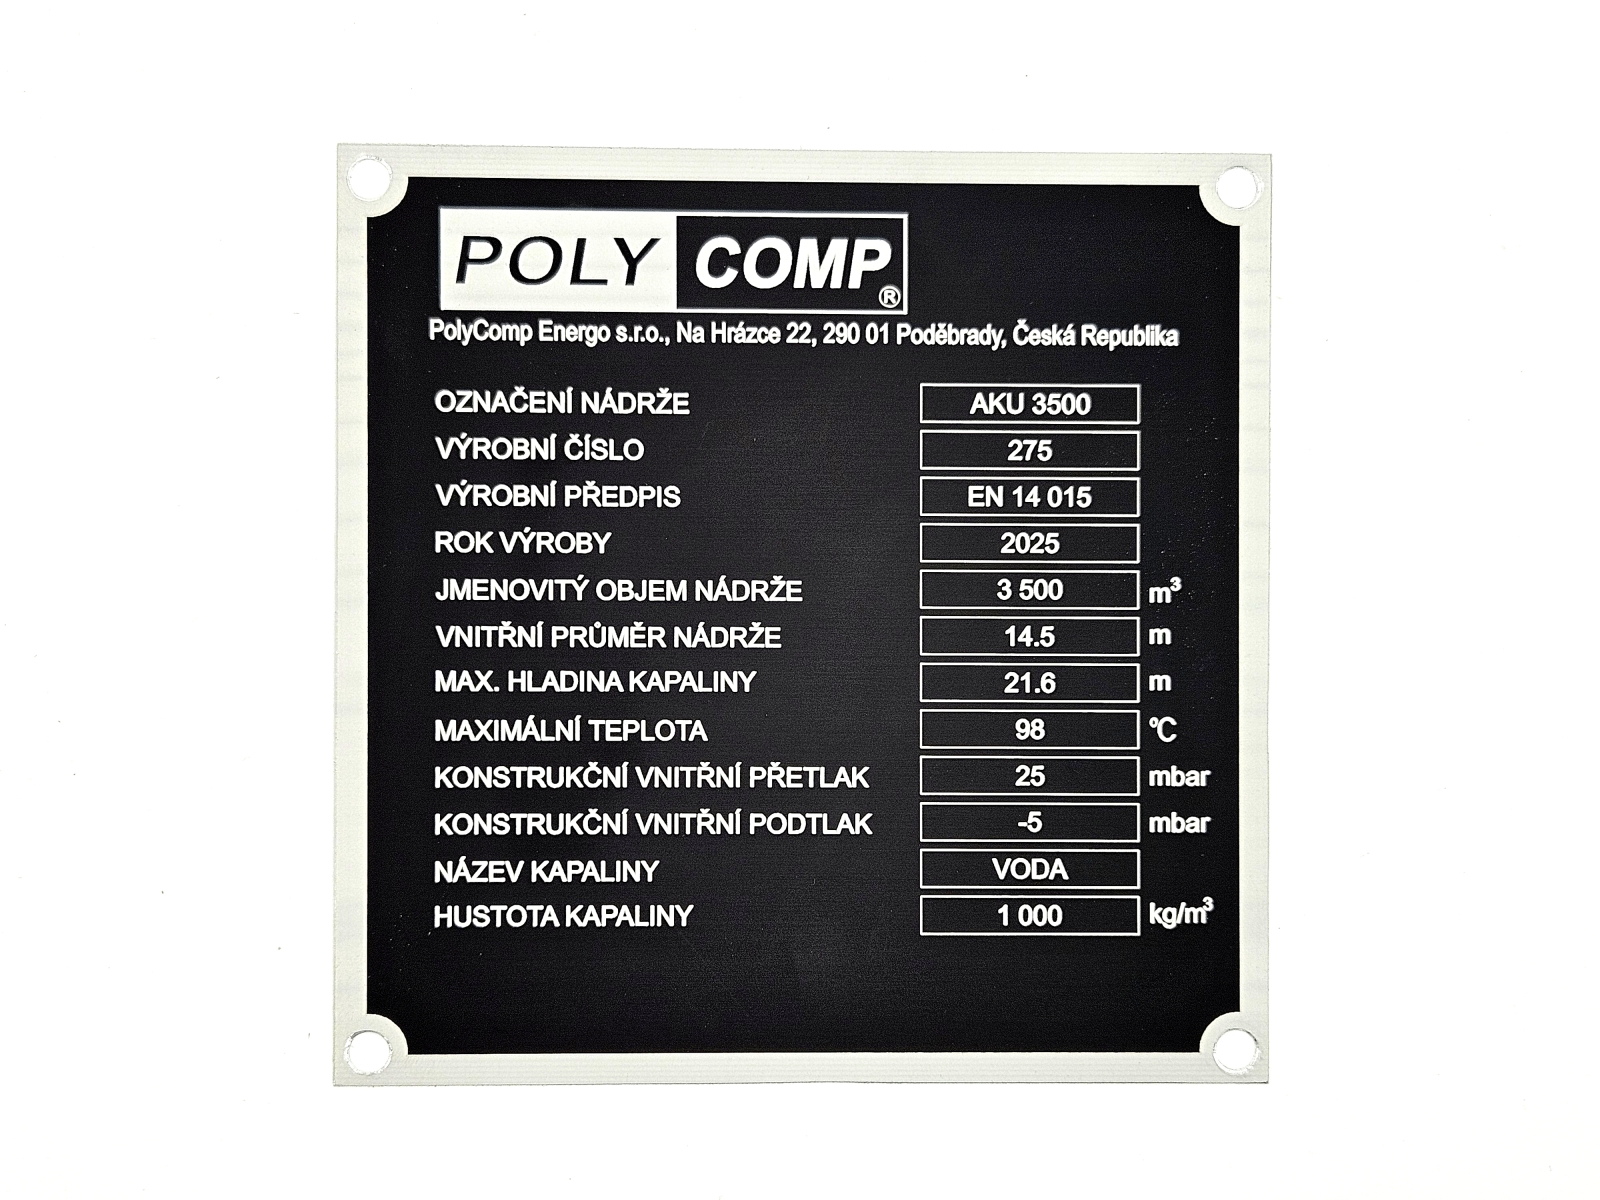 POLY COMP ®
PolyComp Energo s.r.o., Na Hrázce 22, 290 01 Poděbrady, Česká Republika
OZNAČENÍ NÁDRŽE AKU 3500
VÝROBNÍ ČÍSLO 275
VÝROBNÍ PŘEDPIS EN 14 015
ROK VÝROBY 2025
JMENOVITÝ OBJEM NÁDRŽE 3 500 m³
VNITŘNÍ PRŮMĚR NÁDRŽE 14.5 m
MAX. HLADINA KAPALINY 21.6 m
MAXIMÁLNÍ TEPLOTA 98 ºC
KONSTRUKČNÍ VNITŘNÍ PŘETLAK 25 mbar
KONSTRUKČNÍ VNITŘNÍ PODTLAK -5 mbar
NÁZEV KAPALINY VODA
HUSTOTA KAPALINY 1 000 kg/m³